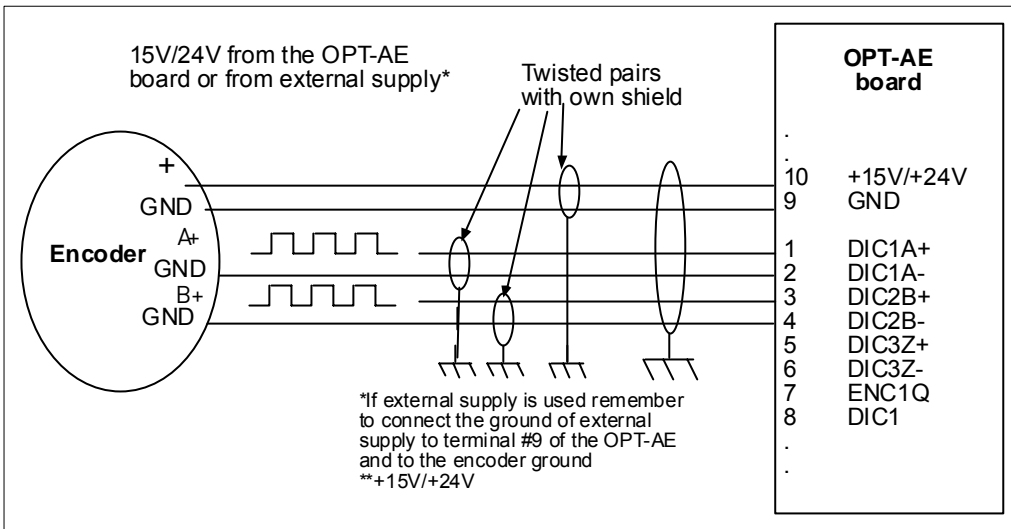 15V/24V from the OPT-AE
board or from external supply*
Twisted pairs
with own shield
OPT-AE
board
.
.
Encoder
+
GND
A+
GND
B+
GND
10 +15V/+24V
9 GND
1 DIC1A+
2 DIC1A-
3 DIC2B+
4 DIC2B-
5 DIC3Z+
6 DIC3Z-
7 ENC1Q
8 DIC1
.
.
*If external supply is used remember
to connect the ground of external
supply to terminal #9 of the OPT-AE
and to the encoder ground
**+15V/+24V